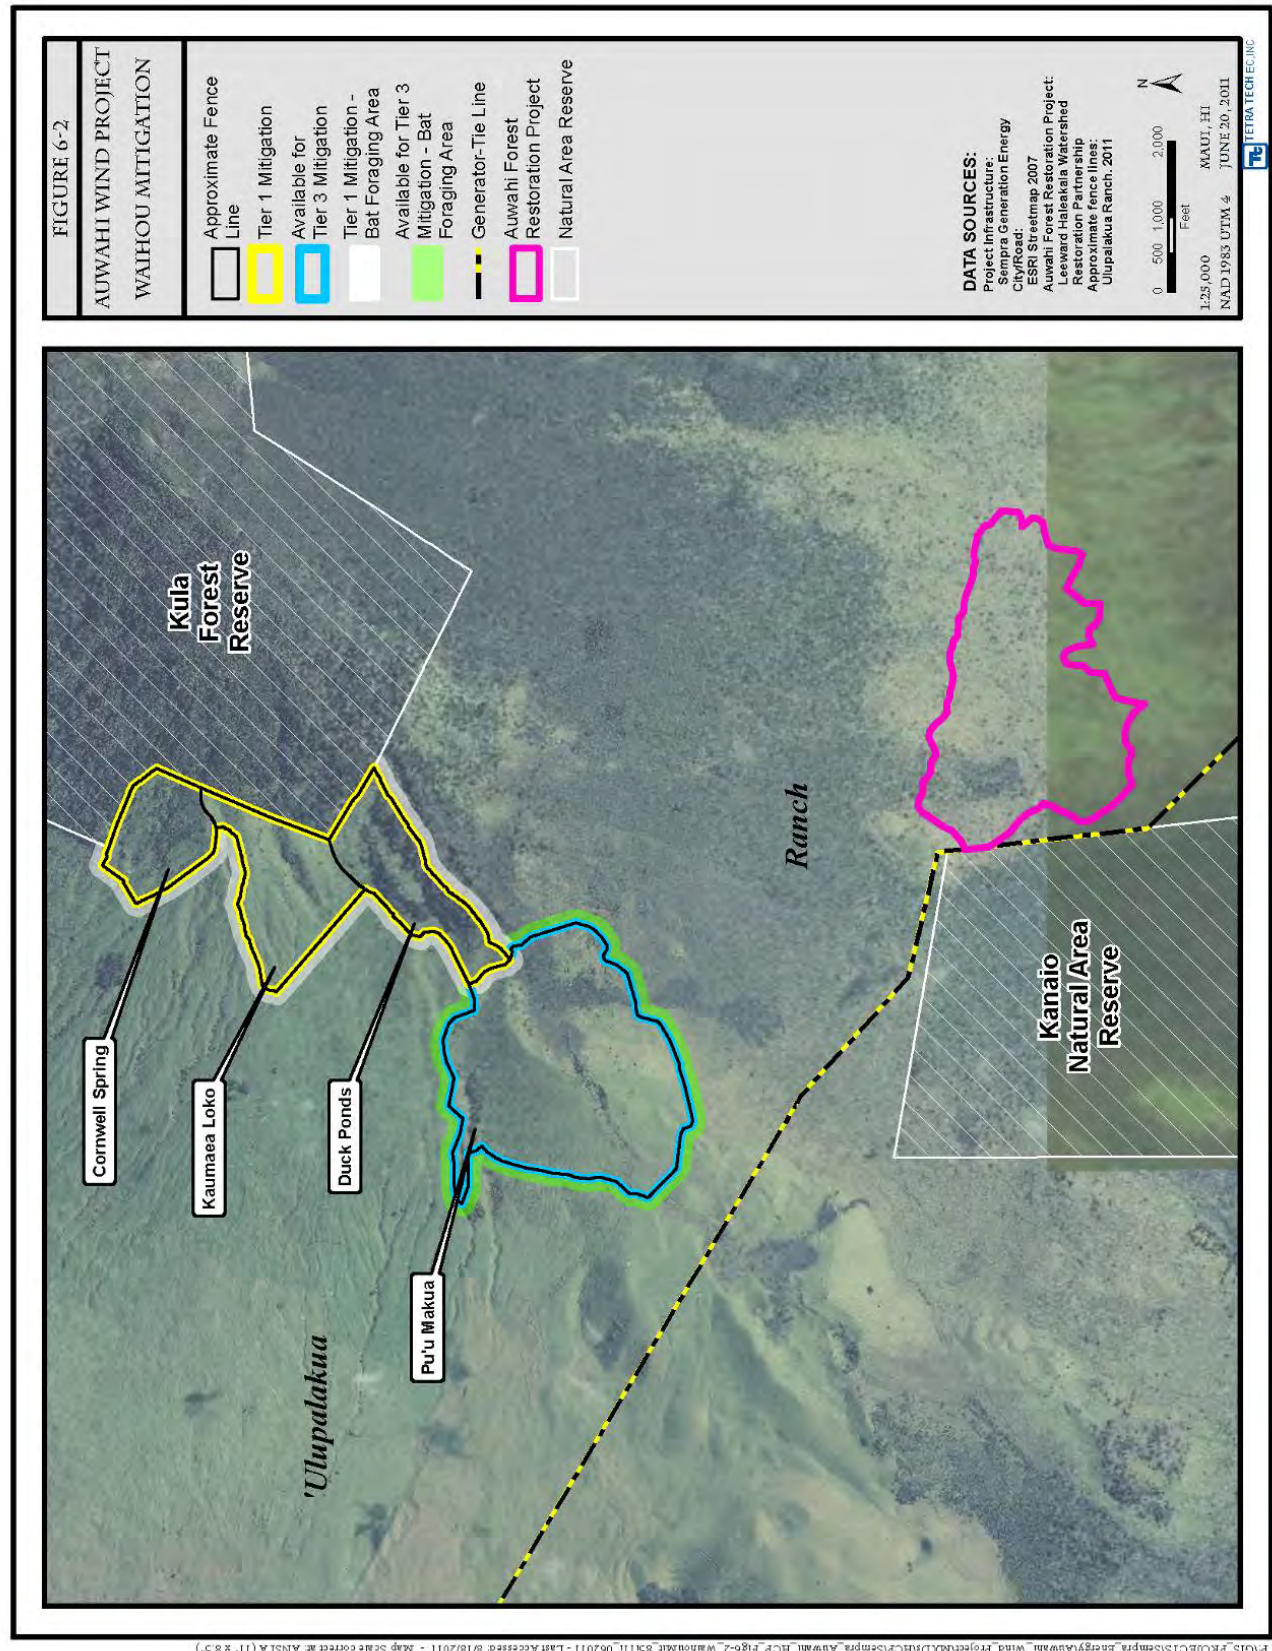 FIGURE 6-2
AUWAHI WIND PROJECT
WAIHOU MITIGATION
Approximate Fence
Line
Tier 1 Mitigation
Available for
Tier 3 Mitigation
Tier 1 Mitigation -
Bat Foraging Area
Available for Tier 3
Mitigation - Bat
Foraging Area
Generator-Tie Line
Auwahi Forest
Restoration Project
Natural Area Reserve
DATA SOURCES:
Project Infrastructure:
Sempra Generation Energy
City/Road:
ESRI Streetmap 2007
Auwahi Forest Restoration Project:
Leeward Haleakala Watershed
Restoration Partnership
Approximate fence lines:
Ulupalakua Ranch. 2011
N
0 500 1,000 2,000
Feet
1:25,000 MAUI, HI
NAD 1983 UTM 4 JUNE 20, 2011
TETRA TECH EC, INC
Kula
Forest
Reserve
Cornwell Spring
Kaumaea Loko
Duck Ponds
Pu'u Makua
'Ulupalakua
Ranch
Kanaio
Natural Area
Reserve